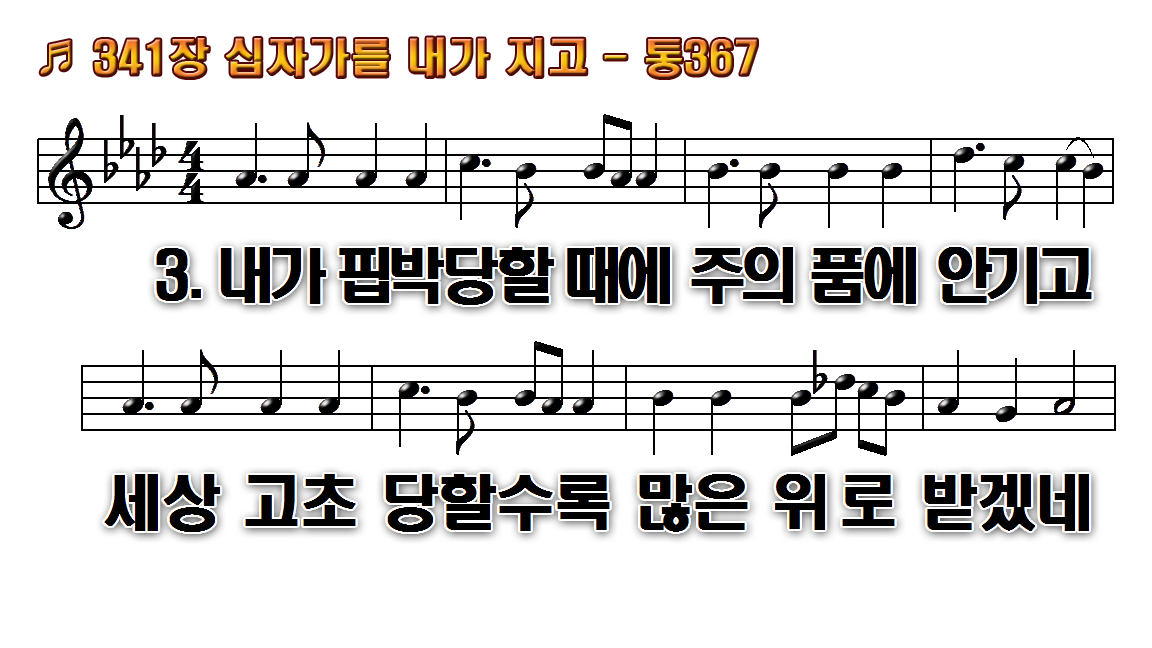 ♬ 341장 십자가를 내가 지고 - 통367
4
4
3. 내가 핍박당할 때에 주의 품에 안기고
세상 고초 당할수록 많은 위로 받겠네